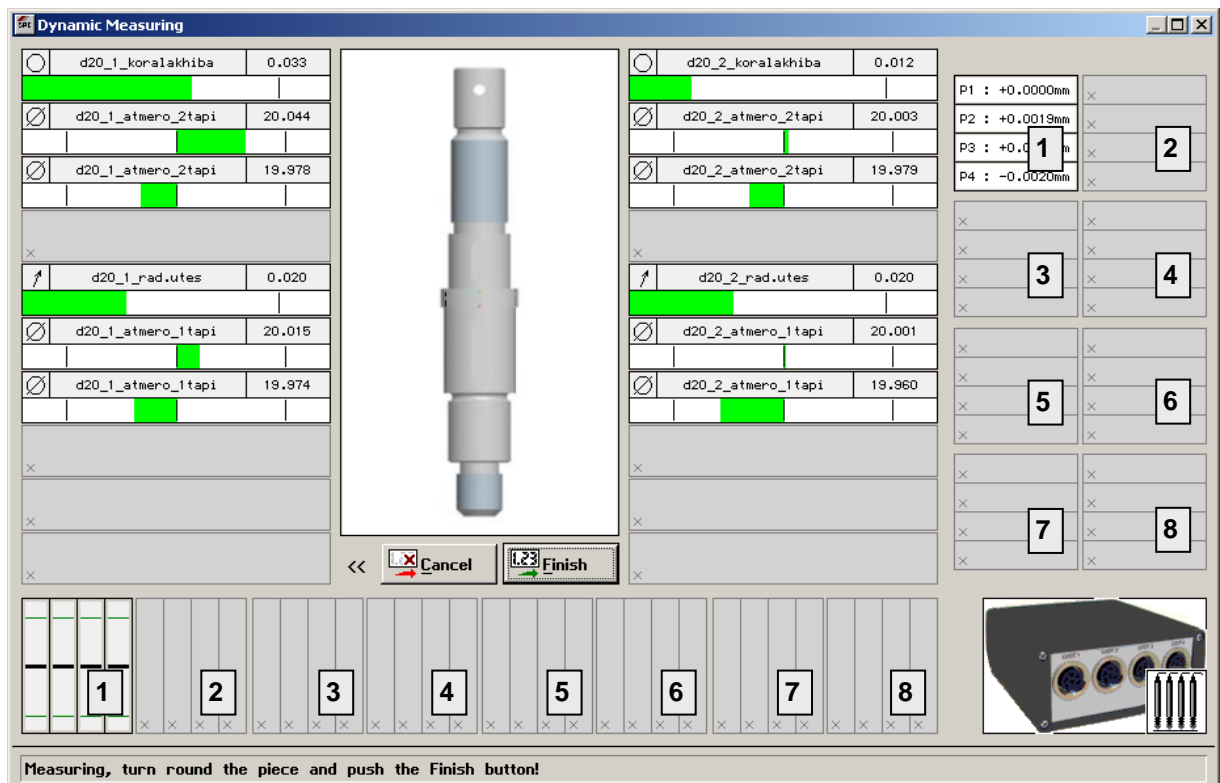 Dynamic Measuring
d20_1_koralakhiba 0.033
d20_1_atmero_2tapi 20.044
d20_1_atmero_2tapi 19.978
d20_1_rad.utes 0.020
d20_1_atmero_1tapi 20.015
d20_1_atmero_1tapi 19.974
<< Cancel Finish
d20_2_koralakhiba 0.012
d20_2_atmero_2tapi 20.003
d20_2_atmero_2tapi 19.979
d20_2_rad.utes 0.020
d20_2_atmero_1tapi 20.001
d20_2_atmero_1tapi 19.960
P1 : +0.0000mm
P2 : +0.0019mm
P3 :
P4 : -0.0020mm
1 2
3 4
5 6
7 8
1 2 3 4 5 6 7 8
Measuring, turn round the piece and push the Finish button!